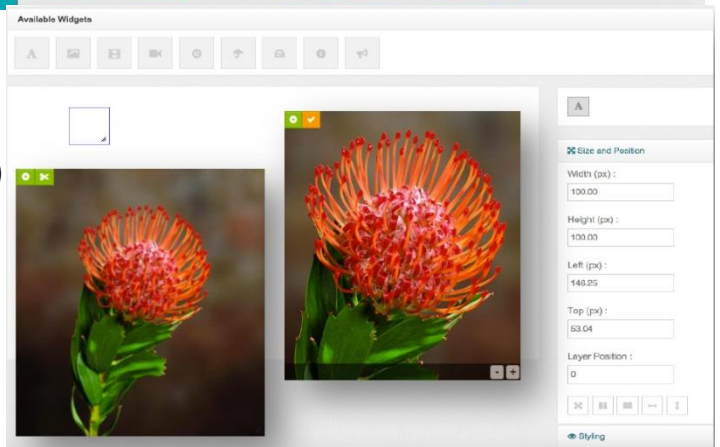 Available Widgets
A
A
Size and Position
Width (px) :
100.00
Height (px) :
100.00
Left (px) :
148.25
Top (px) :
53.04
Layer Position :
0
- +
Styling